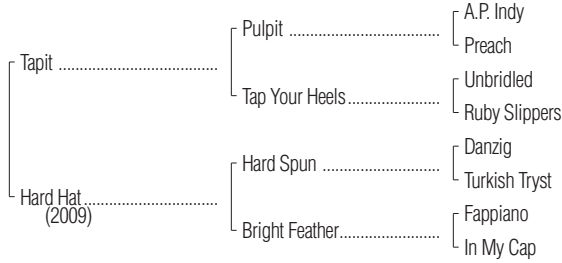 A.P. Indy
Pulpit ..........................................
Preach
Tapit ............................................
Unbridled
Tap Your Heels.........................
Ruby Slippers
Danzig
Hard Spun ................................
Turkish Tryst
Hard Hat.....................................
(2009)
Fappiano
Bright Feather...........................
In My Cap